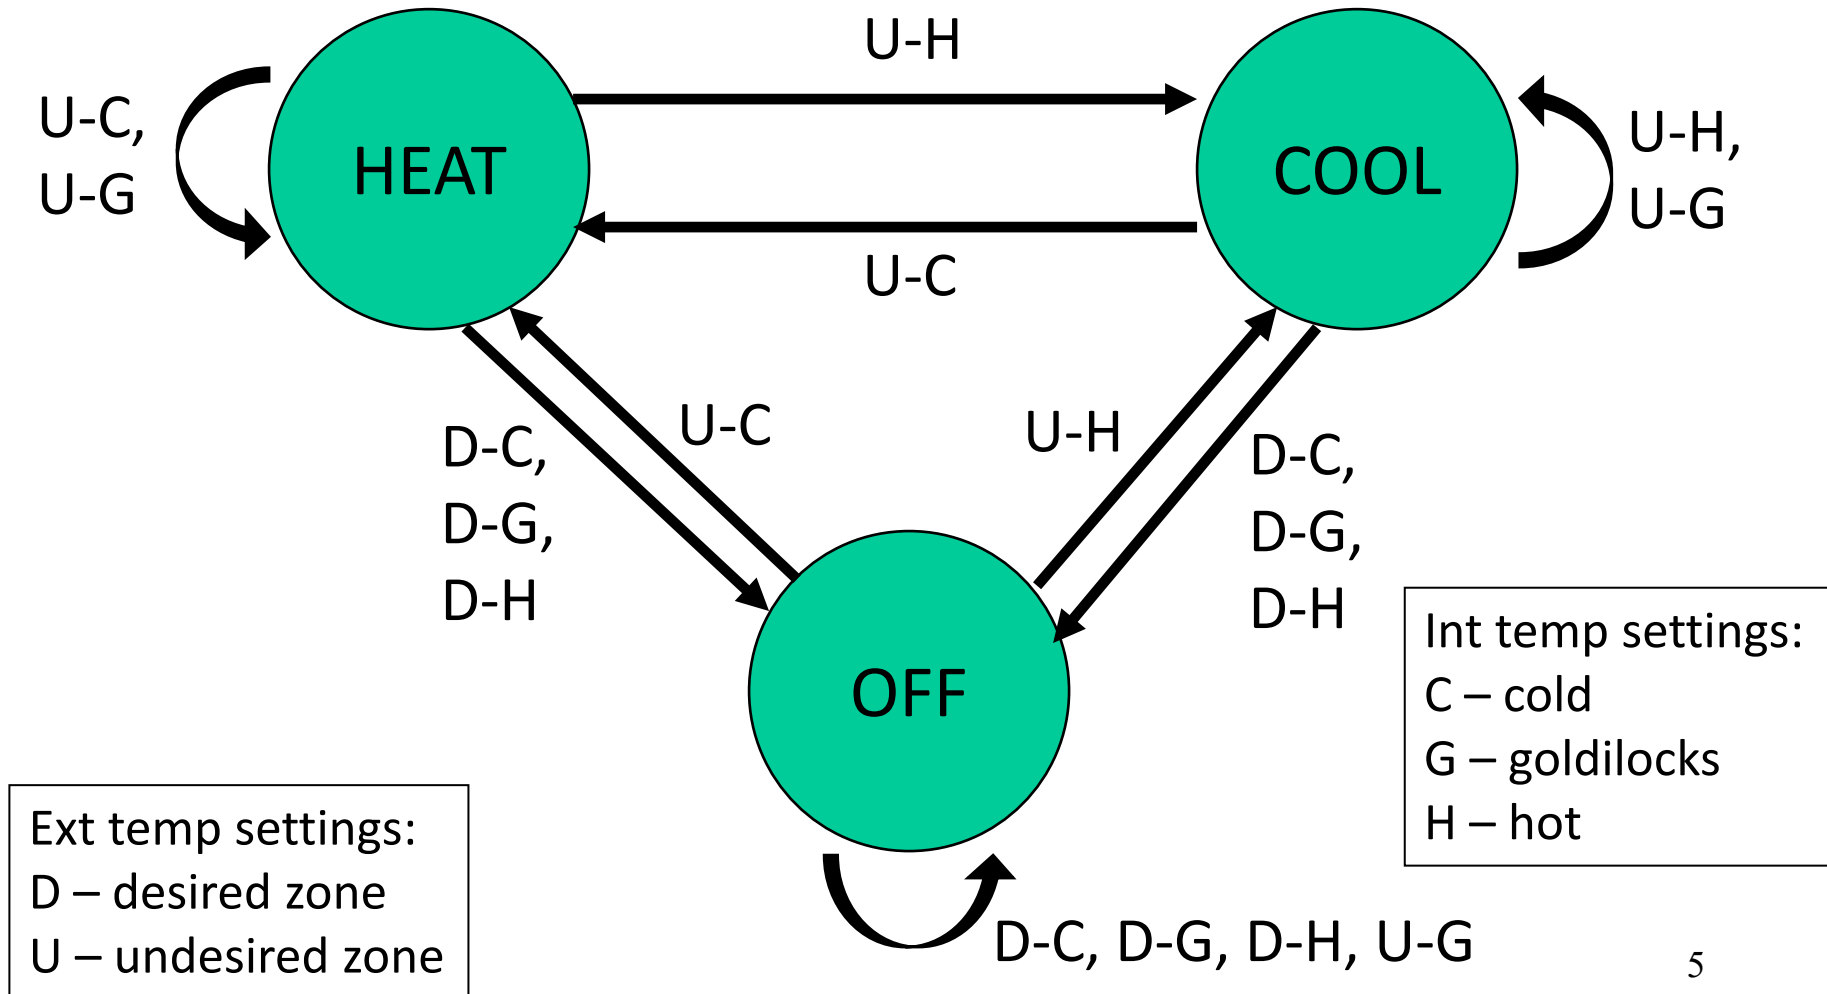 U-H
U-C,
U-G
HEAT
COOL
U-H,
U-G
U-C
D-C,
D-G,
D-H
U-C
U-H
D-C,
D-G,
D-H
OFF
Int temp settings:
C – cold
G – goldilocks
H – hot
Ext temp settings:
D – desired zone
U – undesired zone
D-C, D-G, D-H, U-G
5